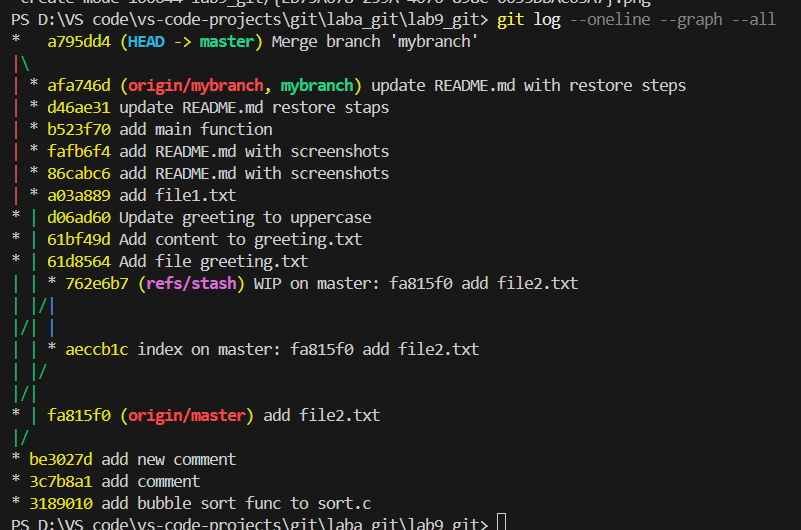 PS D:\VS code\vs-code-projects\git\laba_git\lab9_git> git log --oneline --graph --all
*   a795dd4 (HEAD -> master) Merge branch 'mybranch'
|\
| * afa746d (origin/mybranch, mybranch) update README.md with restore steps
| * d46ae31 update README.md restore staps
| * b523f70 add main function
| * fafb6f4 add README.md with screenshots
| * 86cabc6 add README.md with screenshots
| * a03a889 add file1.txt
* | d06ad60 Update greeting to uppercase
* | 61bf49d Add content to greeting.txt
* | 61d8564 Add file greeting.txt
| | * 762e6b7 (refs/stash) WIP on master: fa815f0 add file2.txt
| |/|
|/| |
| | * aeccb1c index on master: fa815f0 add file2.txt
| |/
|/|
* | fa815f0 (origin/master) add file2.txt
|/
* be3027d add new comment
* 3c7b8a1 add comment
* 3189010 add bubble sort func to sort.c
PS D:\VS code\vs-code-projects\git\laba_git\lab9_git>